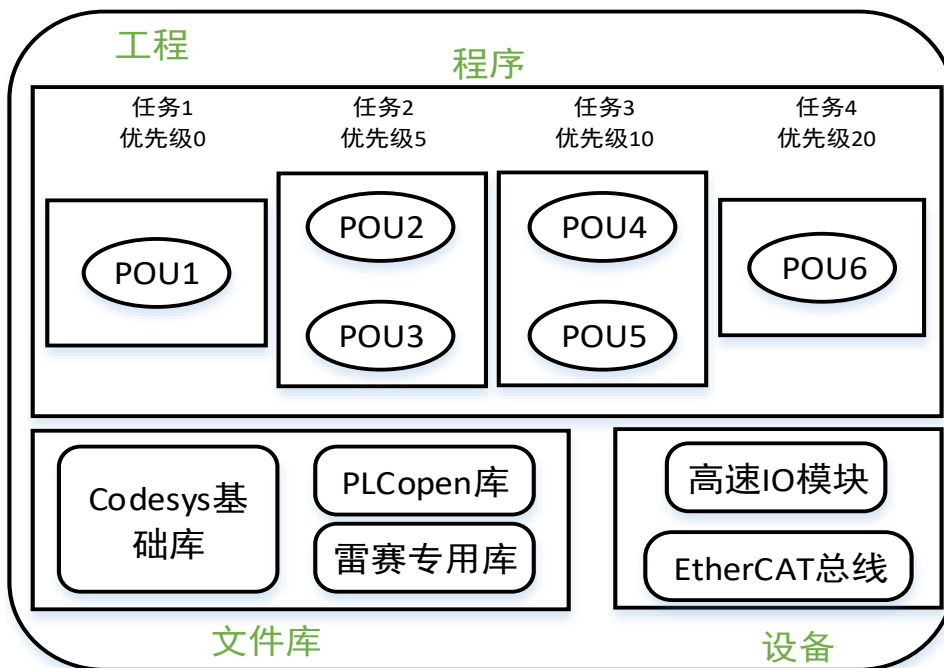 工程
程序
任务1
优先级0
任务2
优先级5
任务3
优先级10
任务4
优先级20
POU1
POU2
POU3
POU4
POU5
POU6
Codesys基
础库
PLCopen库
雷赛专用库
高速IO模块
EtherCAT总线
文件库
设备